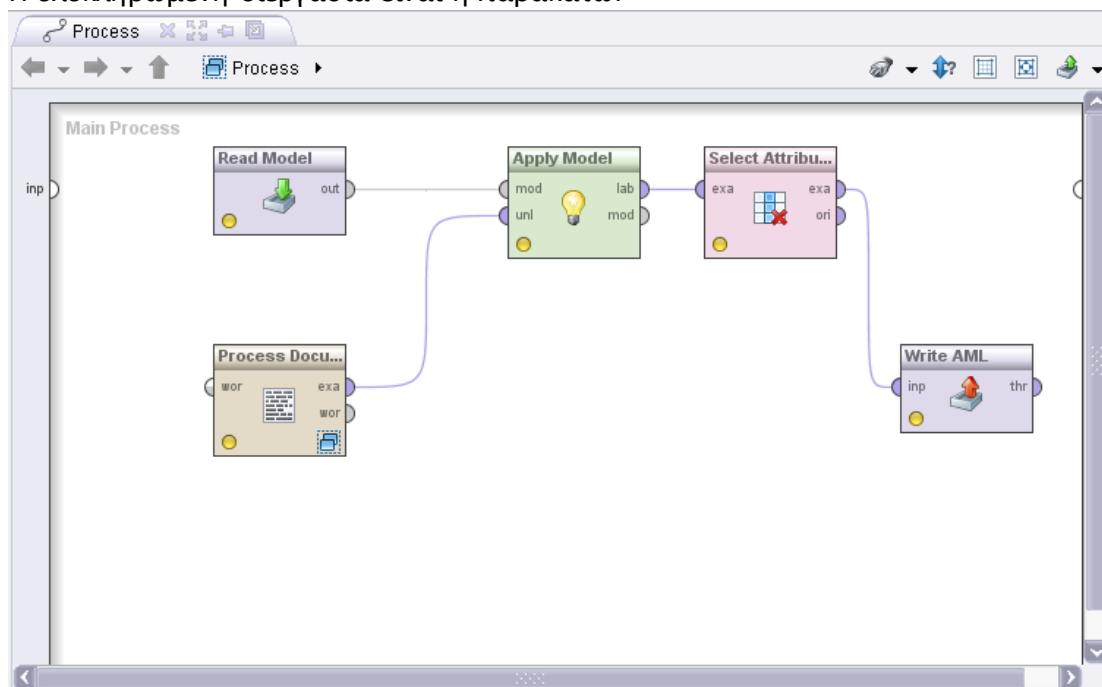 Process
Process
Main Process
inp
Read Model
out
Apply Model
mod
lab
unl
mod
Select Attribu...
exa
exa
ori
Process Docu...
wor
exa
wor
Write AML
inp
thr